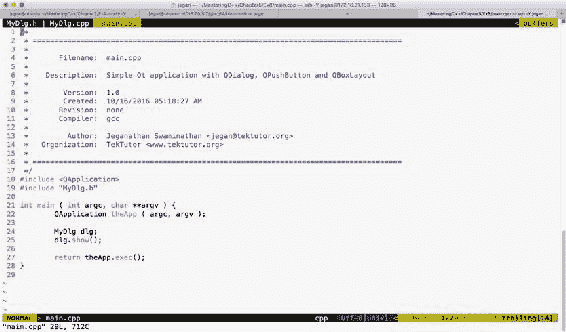 MyDlg.h | MyDlg.cpp main.cpp buffers
1 /*
2 * =====================================================================================
3 *
4 * Filename: main.cpp
5 *
6 * Description: Simple Qt application with QDialog, QPushButton and QBoxLayout
7 *
8 * Version: 1.0
9 * Created: 10/16/2016 05:10:27 AM
10 * Revision: none
11 * Compiler: gcc
12 *
13 * Author: Jeganathan Swaminathan <jegan@tektutor.org>
14 * Organization: TekTutor <www.tektutor.org>
15 *
16 * =====================================================================================
17 */
18 #include <QApplication>
19 #include "MyDlg.h"
20
21 int main ( int argc, char **argv ) {
22 QApplication theApp ( argc, argv );
23
24 MyDlg dlg;
25 dlg.show();
26
27 return theApp.exec();
28 }
29
~
~
~
NORMAL main.cpp cpp
"main.cpp" 29L, 712C